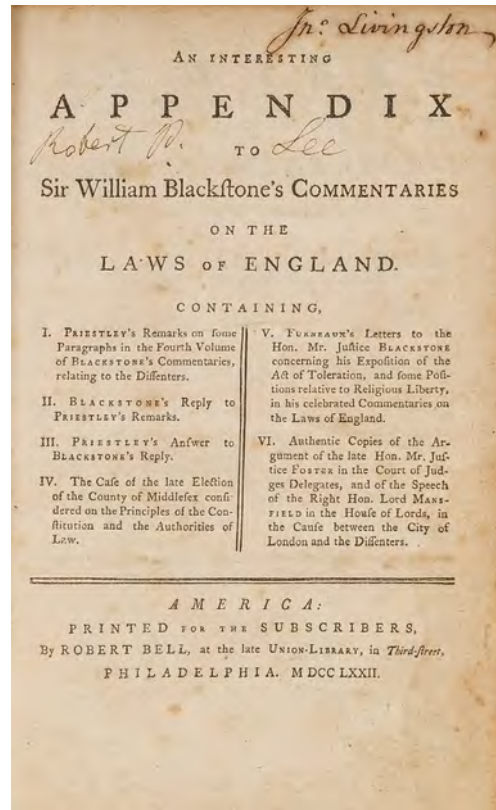 Jnº Livingston
AN INTERESTING
APPENDIX
Robert R. Lee
TO
Sir William Blackſtone's COMMENTARIES
ON THE
LAWS OF ENGLAND.
CONTAINING,
I. PRIESTLEY's Remarks on ſome
Paragraphs in the Fourth Volume
of BLACKSTONE's Commentaries,
relating to the Diſſenters.
II. BLACKSTONE's Reply to
PRIESTLEY's Remarks.
III. PRIESTLEY's Anſwer to
BLACKSTONE's Reply.
IV. The Caſe of the late Election
of the County of Middleſex conſi
dered on the Principles of the Con-
ſtitution and the Authorities of
Law.
V. FURNEAUX's Letters to the
Hon. Mr. Juſtice BLACKSTONE
concerning his Expoſition of the
Act of Toleration, and ſome Poſi-
tions relative to Religious Liberty,
in his celebrated Commentaries on
the Laws of England.
VI. Authentic Copies of the Ar-
gument of the late Hon. Mr. Juſ-
tice FOSTER in the Court of Jud-
ges Delegates, and of the Speech
of the Right Hon. Lord MANS-
FIELD in the Houſe of Lords, in
the Cauſe between the City of
London and the Diſſenters.
AMERICA:
PRINTED FOR THE SUBSCRIBERS,
By ROBERT BELL, at the late UNION-LIBRARY, in Third-ſtreet,
PHILADELPHIA. MDCCLXXII.